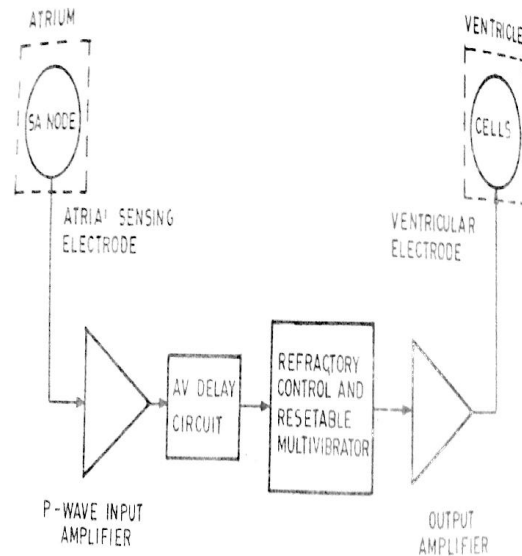 ATRIUM
VENTRICLE
SA NODE
CELLS
ATRIAL SENSING
ELECTRODE
VENTRICULAR
ELECTRODE
AV DELAY
CIRCUIT
REFRACTORY
CONTROL AND
RESETABLE
MULTIVIBRATOR
P-WAVE INPUT
AMPLIFIER
OUTPUT
AMPLIFIER